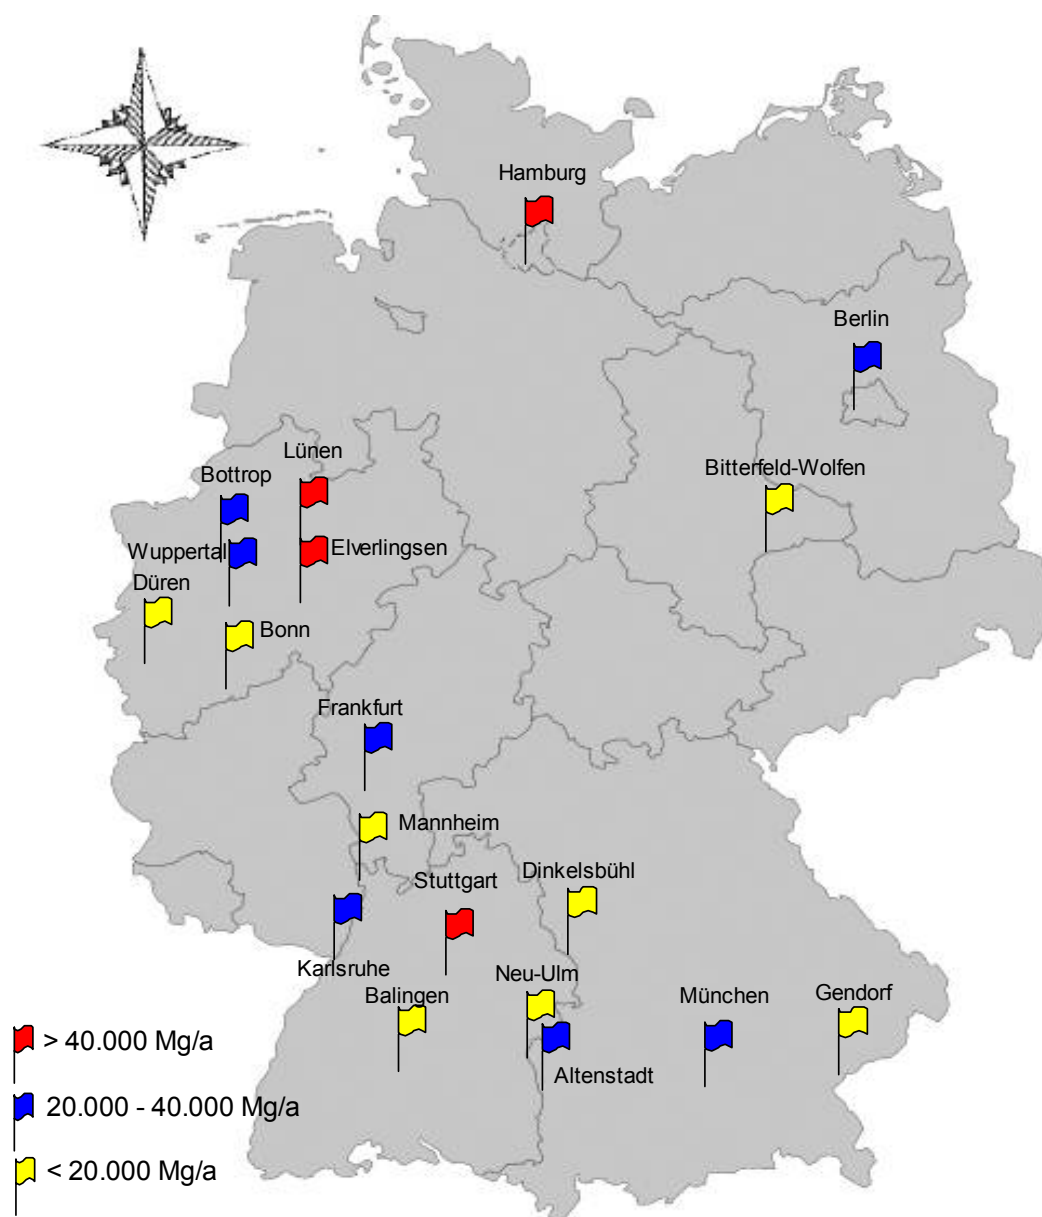 Hamburg
Berlin
Lünen
Bottrop
Bitterfeld-Wolfen
Wuppertal
Elverlingsen
Düren
Bonn
Frankfurt
Mannheim
Dinkelsbühl
Stuttgart
Karlsruhe
Neu-Ulm
Balingen
München
Gendorf
Altenstadt
> 40.000 Mg/a
20.000 - 40.000 Mg/a
< 20.000 Mg/a